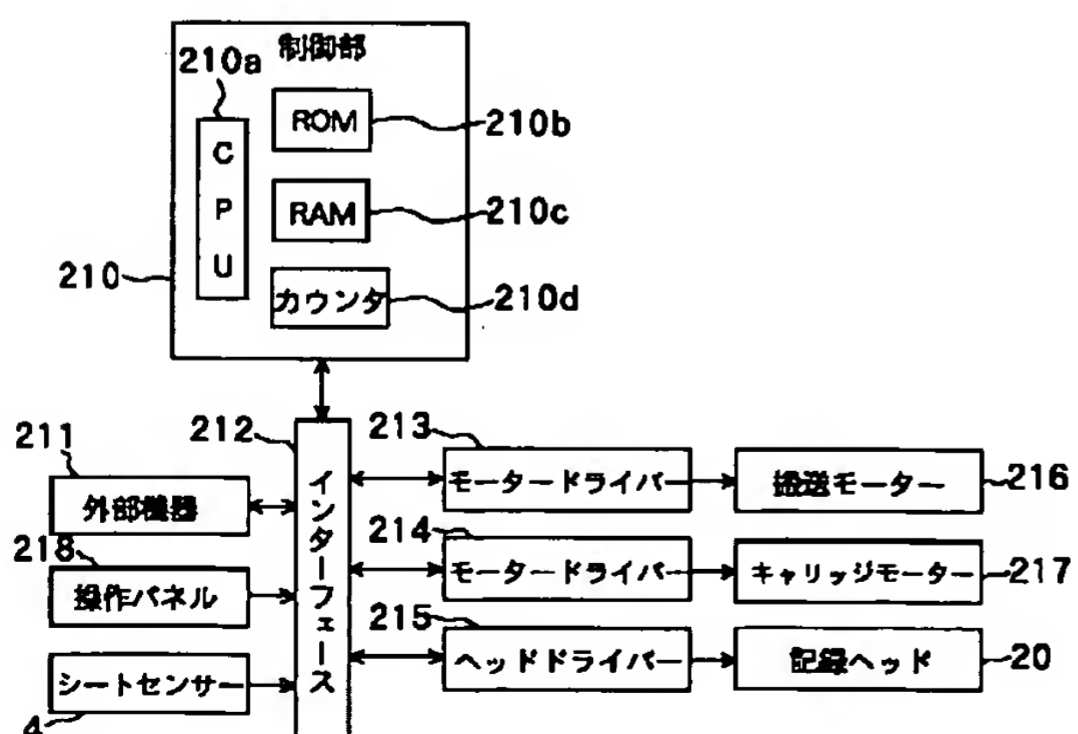 制御部
210a
ROM
210b
CPU
RAM
210c
210
カウンタ
210d
211
212
213
外部機器
インターフェース
モータードライバー
搬送モーター
216
218
214
操作パネル
モータードライバー
キャリッジモーター
217
215
シートセンサー
ヘッドドライバー
記録ヘッド
20
4